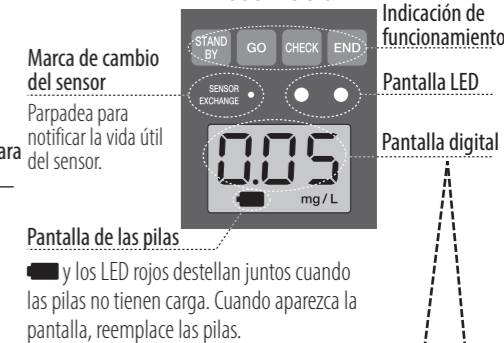 Indicación de
funcionamiento
STAND BY GO CHECK END
Marca de cambio
del sensor
Parpadea para
notificar la vida útil
del sensor.
ara
SENSOR
EXCHANGE
Pantalla LED
Pantalla digital
0.05
mg/L
Pantalla de las pilas
y los LED rojos destellan juntos cuando
las pilas no tienen carga. Cuando aparezca la
pantalla, reemplace las pilas.